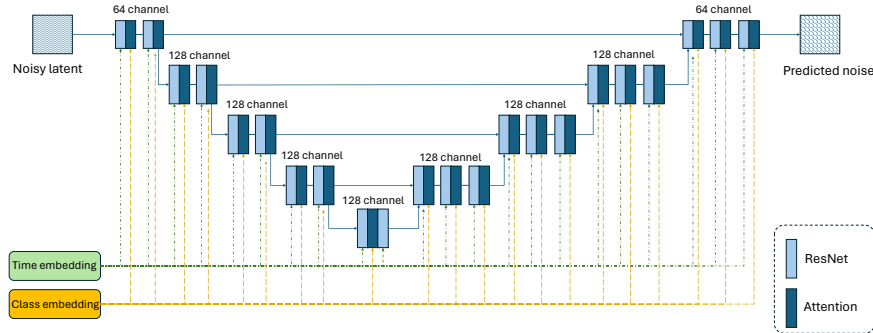 64 channel
64 channel
Noisy latent
Predicted noise
128 channel
128 channel
128 channel
128 channel
128 channel
128 channel
128 channel
Time embedding
Class embedding
ResNet
Attention